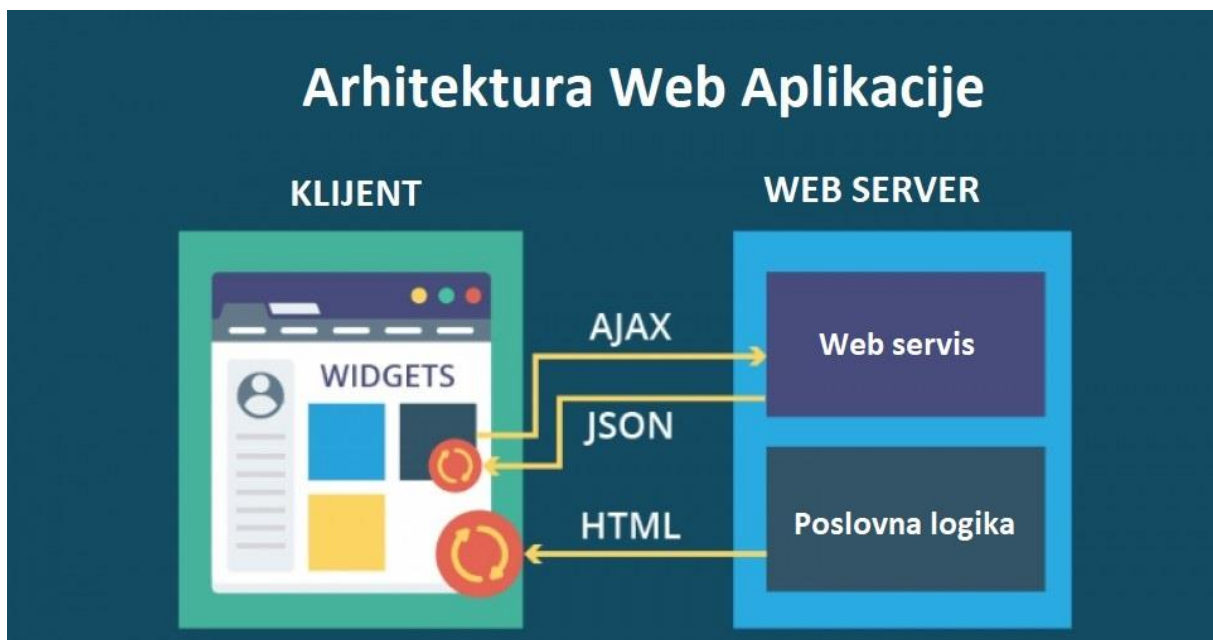 Arhitektura Web Aplikacije
KLIJENT
WEB SERVER
WIDGETS
AJAX
JSON
HTML
Web servis
Poslovna logika